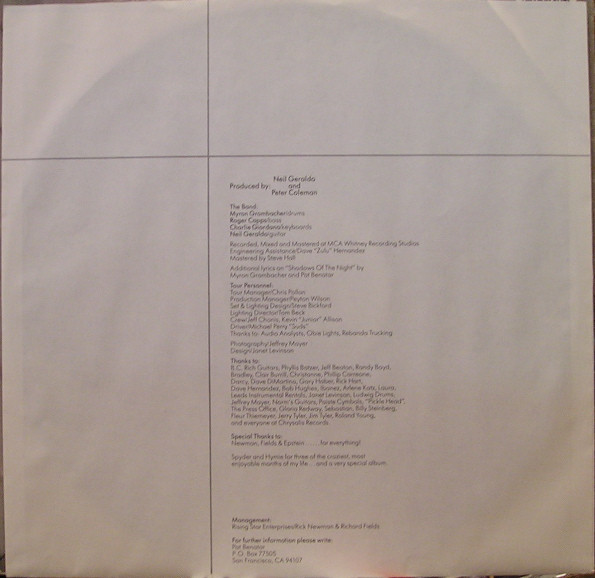 Neil Geraldo
Produced by: and
Peter Coleman
The Band:
Myron Grombacher/drums
Roger Capps/bass
Charlie Giordano/keyboards
Neil Geraldo/guitar
Recorded, Mixed and Mastered at MCA Whitney Recording Studios
Engineering Assistance/Dave "Zulu" Hernandez
Mastered by Steve Hall
Additional lyrics on "Shadows Of The Night" by
Myron Grombacher and Pat Benatar
Tour Personnel:
Tour Manager/Chris Pollan
Production Manager/Peyton Wilson
Set & Lighting Design/Steve Bickford
Lighting Director/Tom Beck
Crew/Jeff Chonis, Kevin "Junior" Allison
Driver/Michael Perry "Suds"
Thanks to: Audio Analysts, Obie Lights, Rebando Trucking
Photography/Jeffrey Mayer
Design/Janet Levinson
Thanks to:
B.C. Rich Guitars, Phyllis Batser, Jeff Beaton, Randy Boyd,
Bradley, Clair Burrill, Christanne, Phillip Comeone,
Darcy, Dave DiMartino, Gary Haber, Rick Hart,
Dave Hernandez, Bob Hughes, Ibanez, Arlene Katz, Laura,
Leeds Instrumental Rentals, Janet Levinson, Ludwig Drums,
Jeffrey Mayer, Norm's Guitars, Paiste Cymbals, "Pickle Head",
The Press Office, Gloria Redway, Sebastian, Billy Steinberg,
Fleur Thiemeyer, Jerry Tyler, Jim Tyler, Roland Young,
and everyone at Chrysalis Records
Special Thanks to:
Newman, Fields & Epstein ...... for everything!
Spyder and Hymie for three of the craziest, most
enjoyable months of my life... and a very special album.
Management:
Rising Star Enterprises/Rick Newman & Richard Fields
For further information please write:
Pat Benatar
P.O. Box 77505
San Francisco, CA 94107